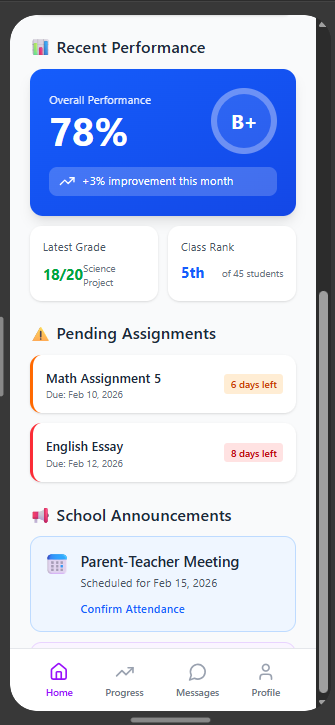 Recent Performance
Overall Performance
78%
B+
+3% improvement this month
Latest Grade
18/20 Science
Project
Class Rank
5th of 45 students
Pending Assignments
Math Assignment 5
Due: Feb 10, 2026
6 days left
English Essay
Due: Feb 12, 2026
8 days left
School Announcements
Parent-Teacher Meeting
Scheduled for Feb 15, 2026
Confirm Attendance
Home Progress Messages Profile